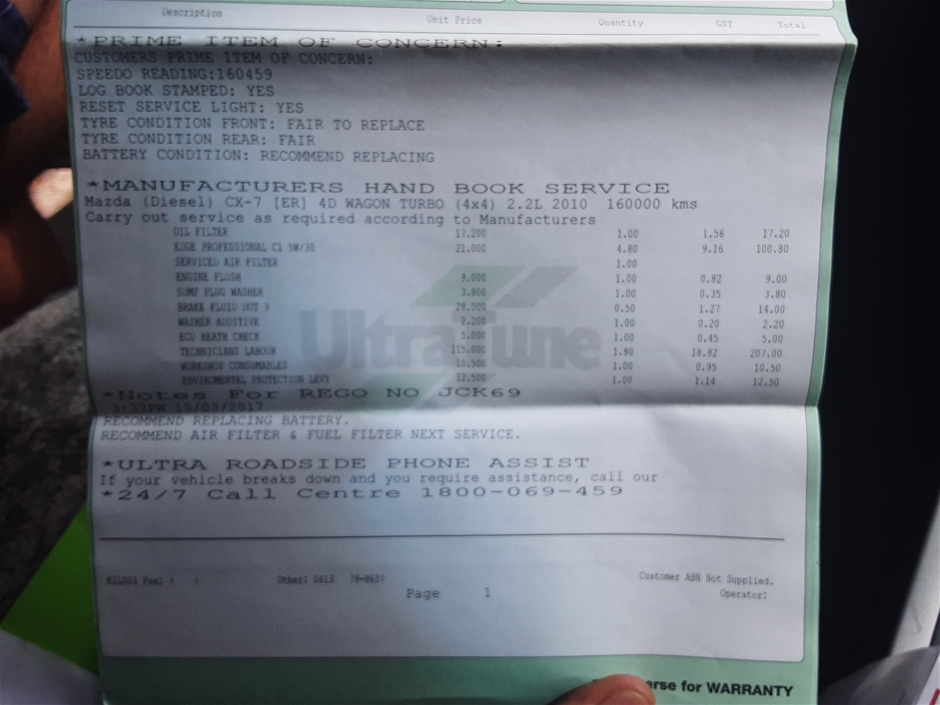 Description Unit Price Quantity GST Total
*PRIME ITEM OF CONCERN:
CUSTOMERS PRIME ITEM OF CONCERN:
SPEEDO READING:160459
LOG BOOK STAMPED: YES
RESET SERVICE LIGHT: YES
TYRE CONDITION FRONT: FAIR TO REPLACE
TYRE CONDITION REAR: FAIR
BATTERY CONDITION: RECOMMEND REPLACING
*MANUFACTURERS HAND BOOK SERVICE
Mazda (Diesel) CX-7 [ER] 4D WAGON TURBO (4x4) 2.2L 2010 160000 kms
Carry out service as required according to Manufacturers
OIL FILTER 17.200 1.00 1.56 17.20
EDGE PROFESSIONAL C1 5W/30 21.000 4.80 9.16 100.80
SERVICED AIR FILTER 1.00
ENGINE FLUSH 9.000 1.00 0.82 9.00
SUMP PLUG WASHER 3.800 1.00 0.35 3.80
BRAKE FLUID DOT 3 28.000 0.50 1.27 14.00
WASHER ADDITIVE 2.200 1.00 0.20 2.20
ECU HEATH CHECK 5.000 1.00 0.45 5.00
TECHNICIANS LABOUR 115.000 1.80 18.82 207.00
WORKSHOP CONSUMABLES 10.500 1.00 0.95 10.50
ENVIROMENTAL PROTECTION LEVY 12.500 1.00 1.14 12.50
UltraTune
*Notes For REGO NO JCK69
3:33PM 15/03/2017
RECOMMEND REPLACING BATTERY.
RECOMMEND AIR FILTER & FUEL FILTER NEXT SERVICE.
*ULTRA ROADSIDE PHONE ASSIST
If your vehicle breaks down and you require assistance, call our
*24/7 Call Centre 1800-069-459
Other: 0613 Customer ABN Not Supplied.
Page 1 Operator:
erse for WARRANTY